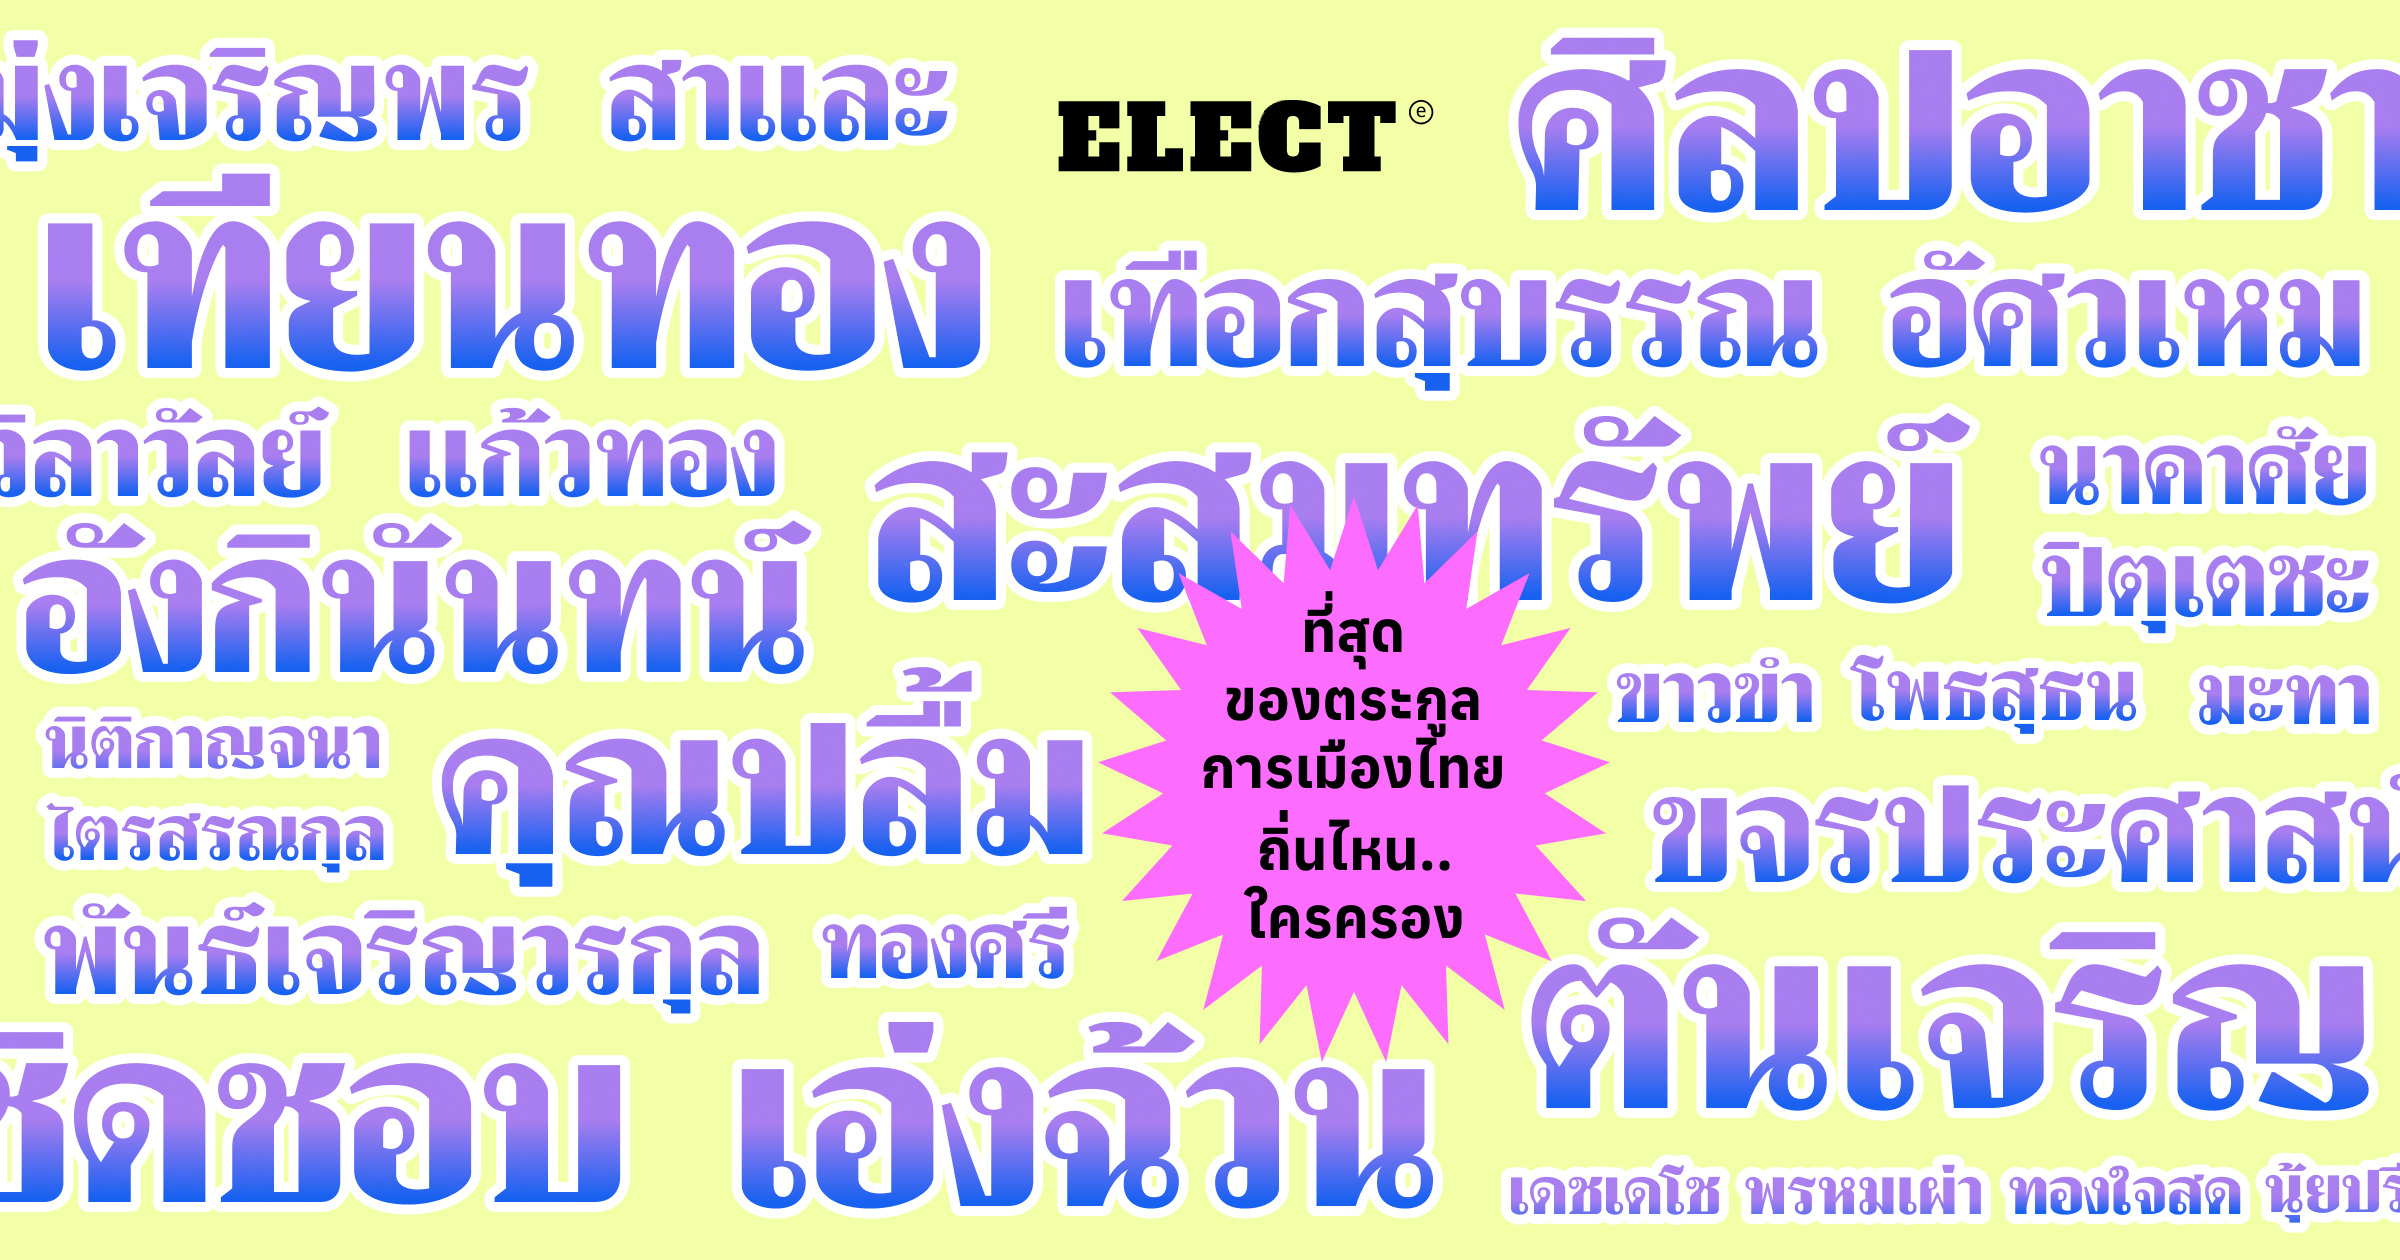 มุ่งเจริญพร สาและ ELECT ศิลปอาชา
เทียนทอง เทือกสุบรรณ อัศวเหม
วิลาวัลย์ แก้วทอง สะสมทรัพย์ นาคาศัย
อังกินันทน์ ปิตุเตชะ
ขาวขำ โพธสุธน มะทา
นิติกาญจนา คุณปลื้ม
ไตรสรณกุล ขจรประศาสน์
พันธ์เจริญวรกุล ทองศรี ตันเจริญ
ชิดชอบ เอ่งฉ้วน
เดชเดโช พรหมเผ่า ทองใจสด นุ้ยปรี
ที่สุด
ของตระกูล
การเมืองไทย
ถิ่นไหน..
ใครครอง